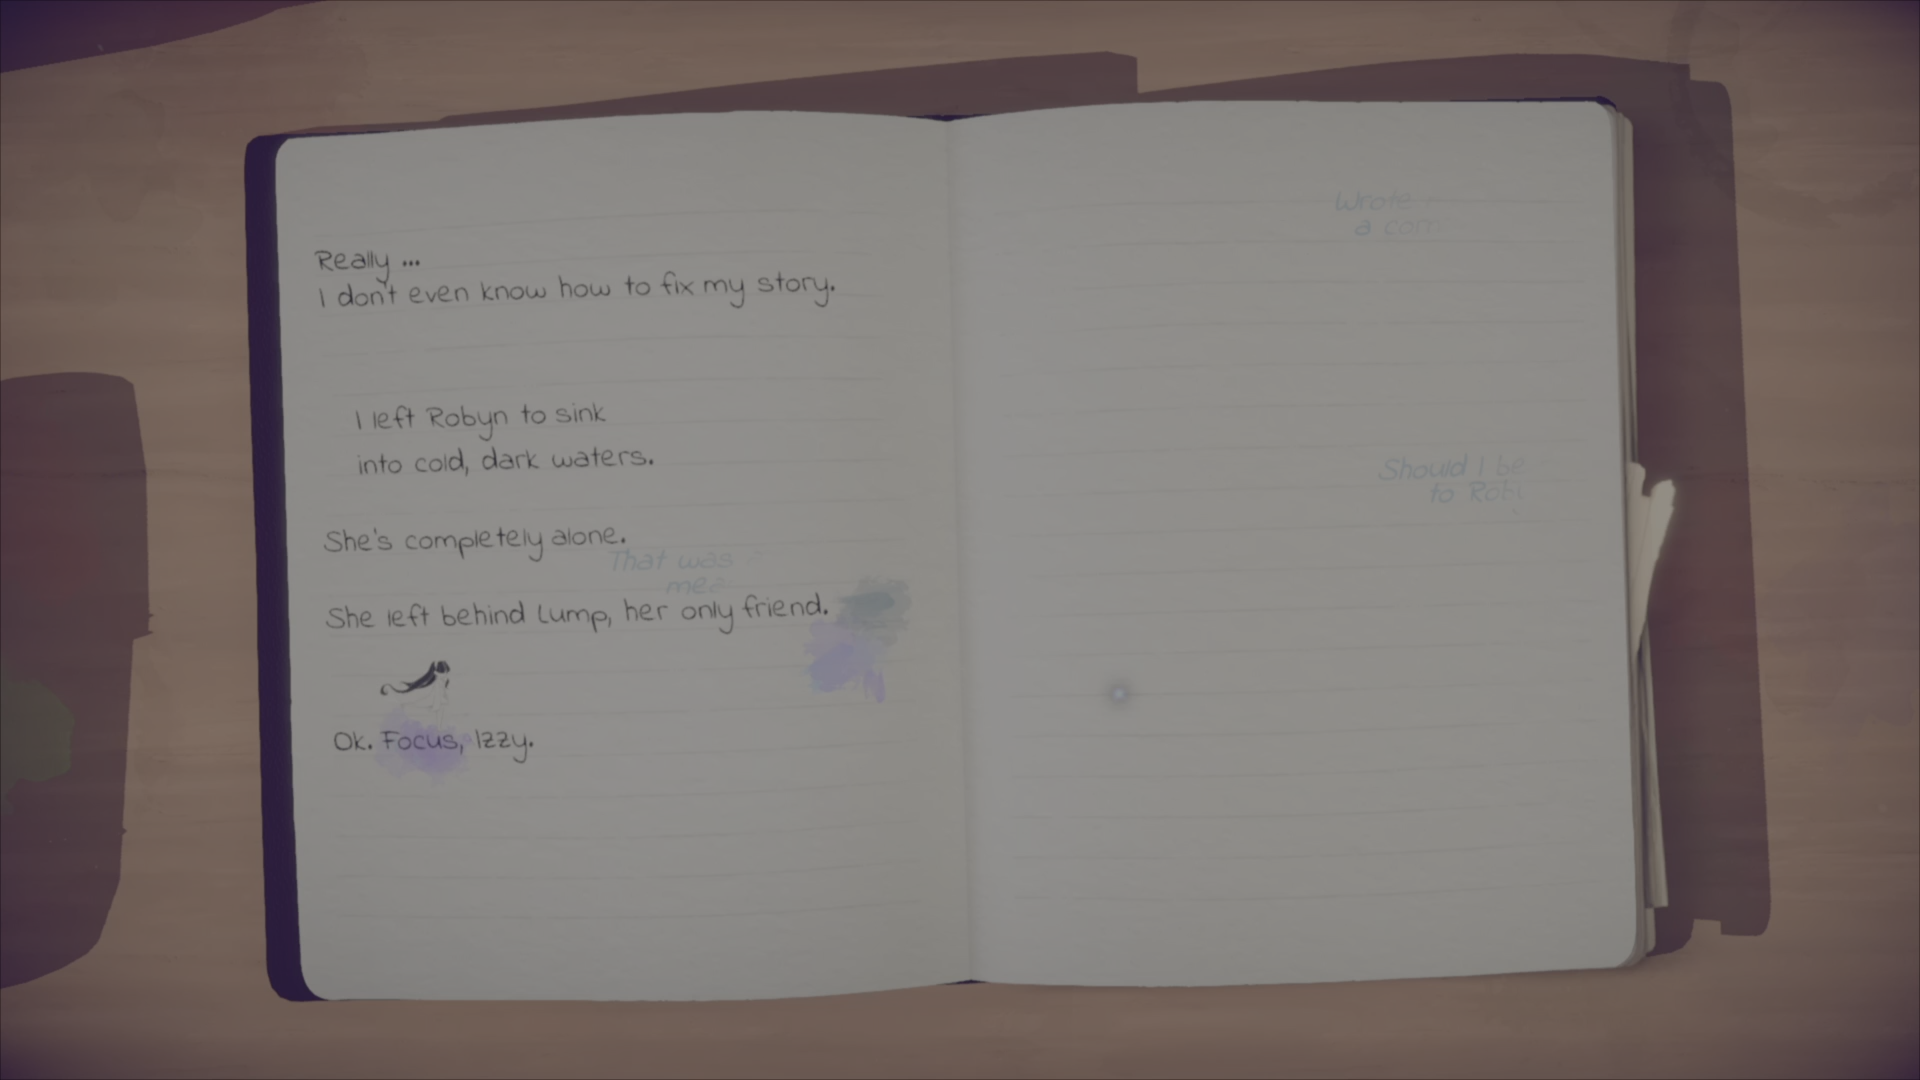 Really ...
I don't even know how to fix my story.
I left Robyn to sink
into cold, dark waters.
She's completely alone.
That was
She left behind Lump, her only friend.
Ok. Focus, Izzy.
Wrote
a
Should I be
to